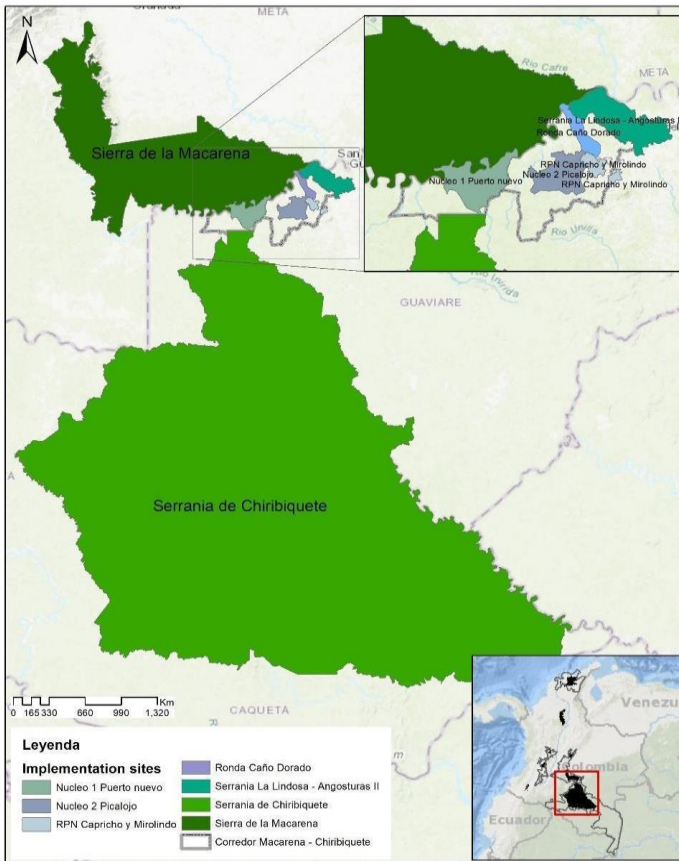 N
META
Sierra de la Macarena
GUAVIARE
Serrania de Chiribiquete
CAQUETA
Rio Cafre
META
Serrania La Lindosa - Angosturas I
Ronda Caño Dorado
RPN Capricho y Mirolindo
Nucleo 1 Puerto nuevo
Nucleo 2 Picalojo
RPN Capricho y Mirolindo
Rio Unilla
Rio Inirida
Km
0 165 330 660 990 1,320
Leyenda
Implementation sites
Nucleo 1 Puerto nuevo
Nucleo 2 Picalojo
RPN Capricho y Mirolindo
Ronda Caño Dorado
Serrania La Lindosa - Angosturas II
Serrania de Chiribiquete
Sierra de la Macarena
Corredor Macarena - Chiribiquete
Venezu
Colombia
Ecuador